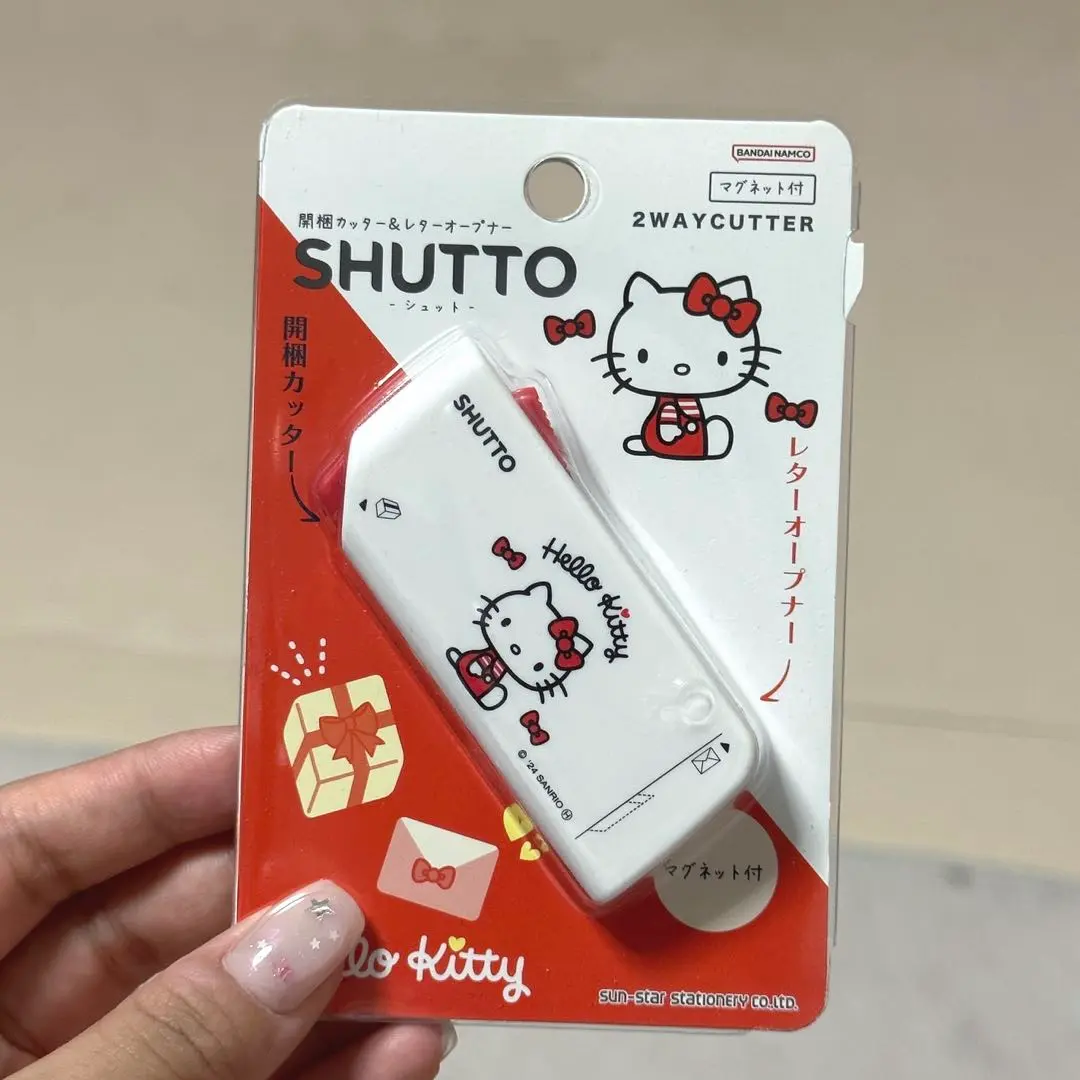 BANDAI NAMCO
マグネット付
2WAYCUTTER
開梱カッター&レターオープナー
SHUTTO
- シュット -
開梱カッター
レターオープナー
SHUTTO
Hello Kitty
© '24 SANRIO Ⓗ
マグネット付
Kitty
sun-star stationery co.,ltd.